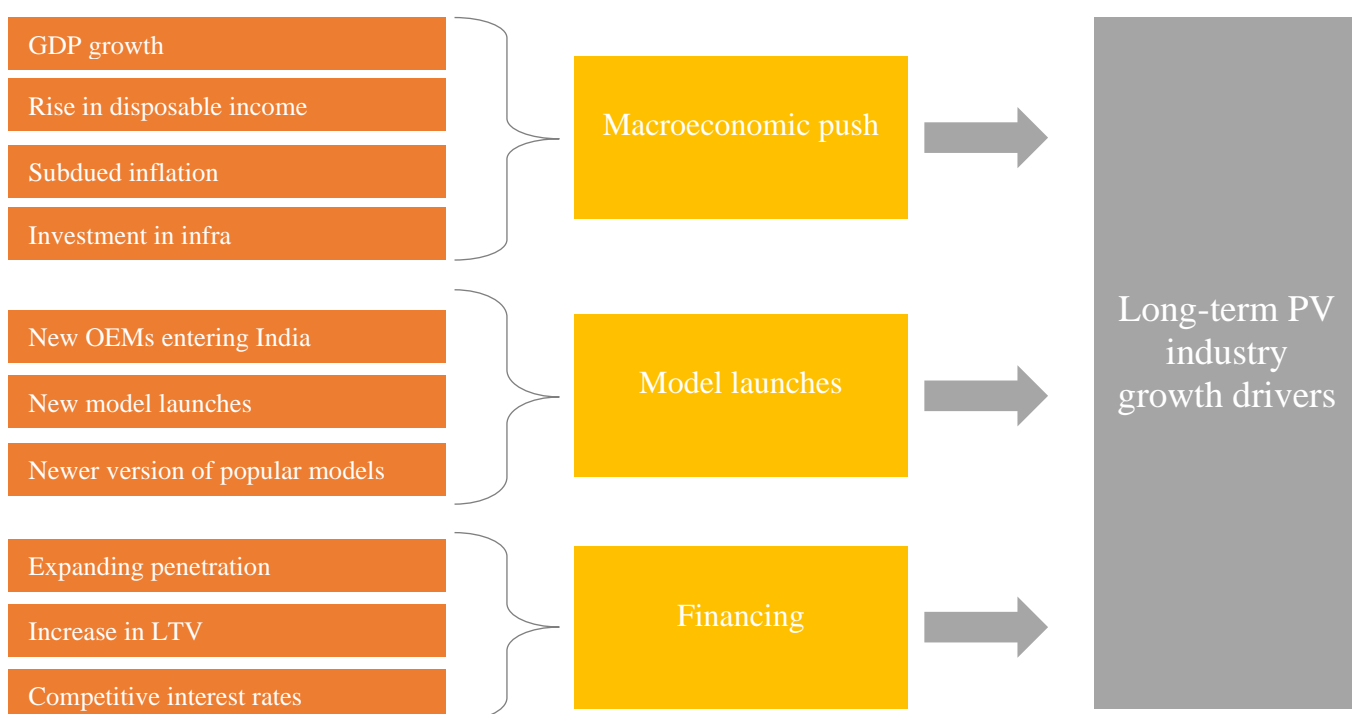 GDP growth
Rise in disposable income
Subdued inflation
Investment in infra
Macroeconomic push
New OEMs entering India
New model launches
Newer version of popular models
Model launches
Expanding penetration
Increase in LTV
Competitive interest rates
Financing
Long-term PV
industry
growth drivers